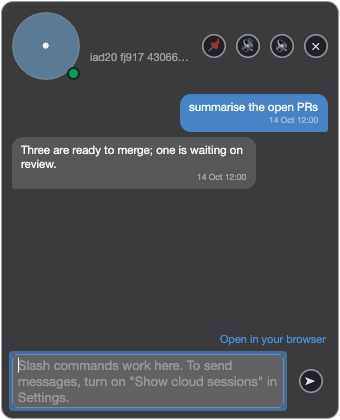 iad20 fj917 43066...
summarise the open PRs
14 Oct 12:00
Three are ready to merge; one is waiting on
review.
14 Oct 12:00
Open in your browser
Slash commands work here. To send
messages, turn on "Show cloud sessions" in
Settings.